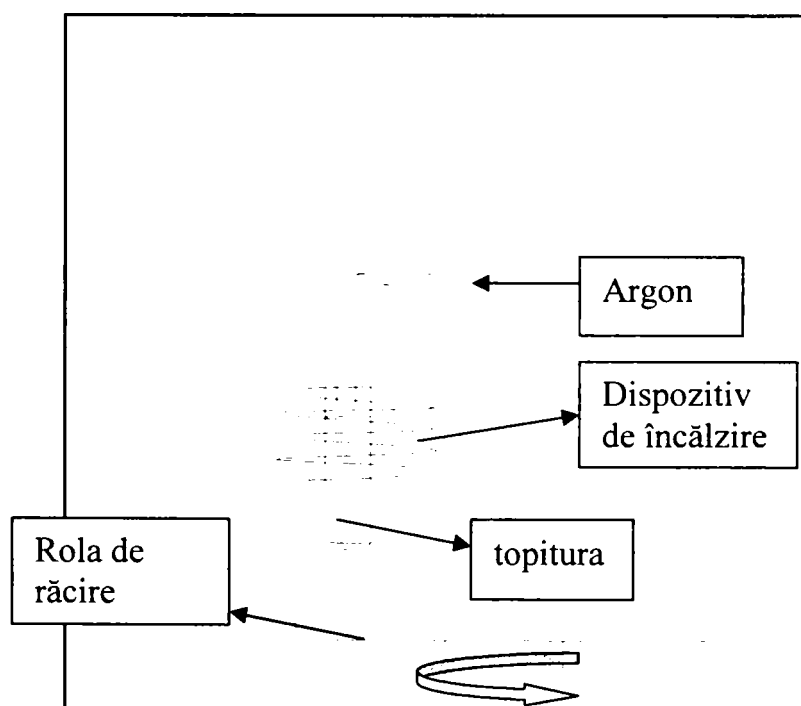 Argon
Dispozitiv
de încălzire
topitura
Rola de
răcire